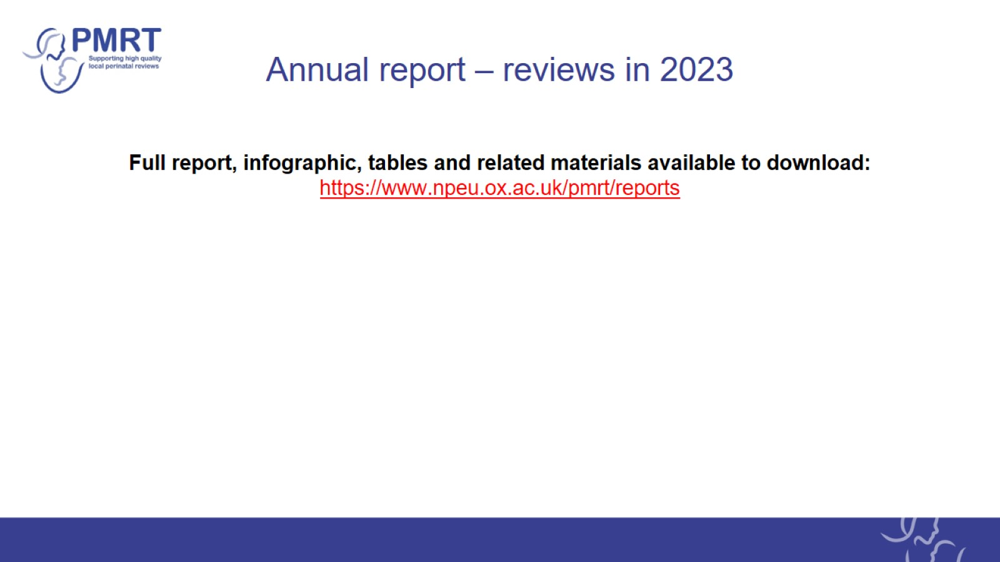 PMRT
Supporting high quality
local perinatal reviews
Annual report – reviews in 2023
Full report, infographic, tables and related materials available to download:
https://www.npeu.ox.ac.uk/pmrt/reports